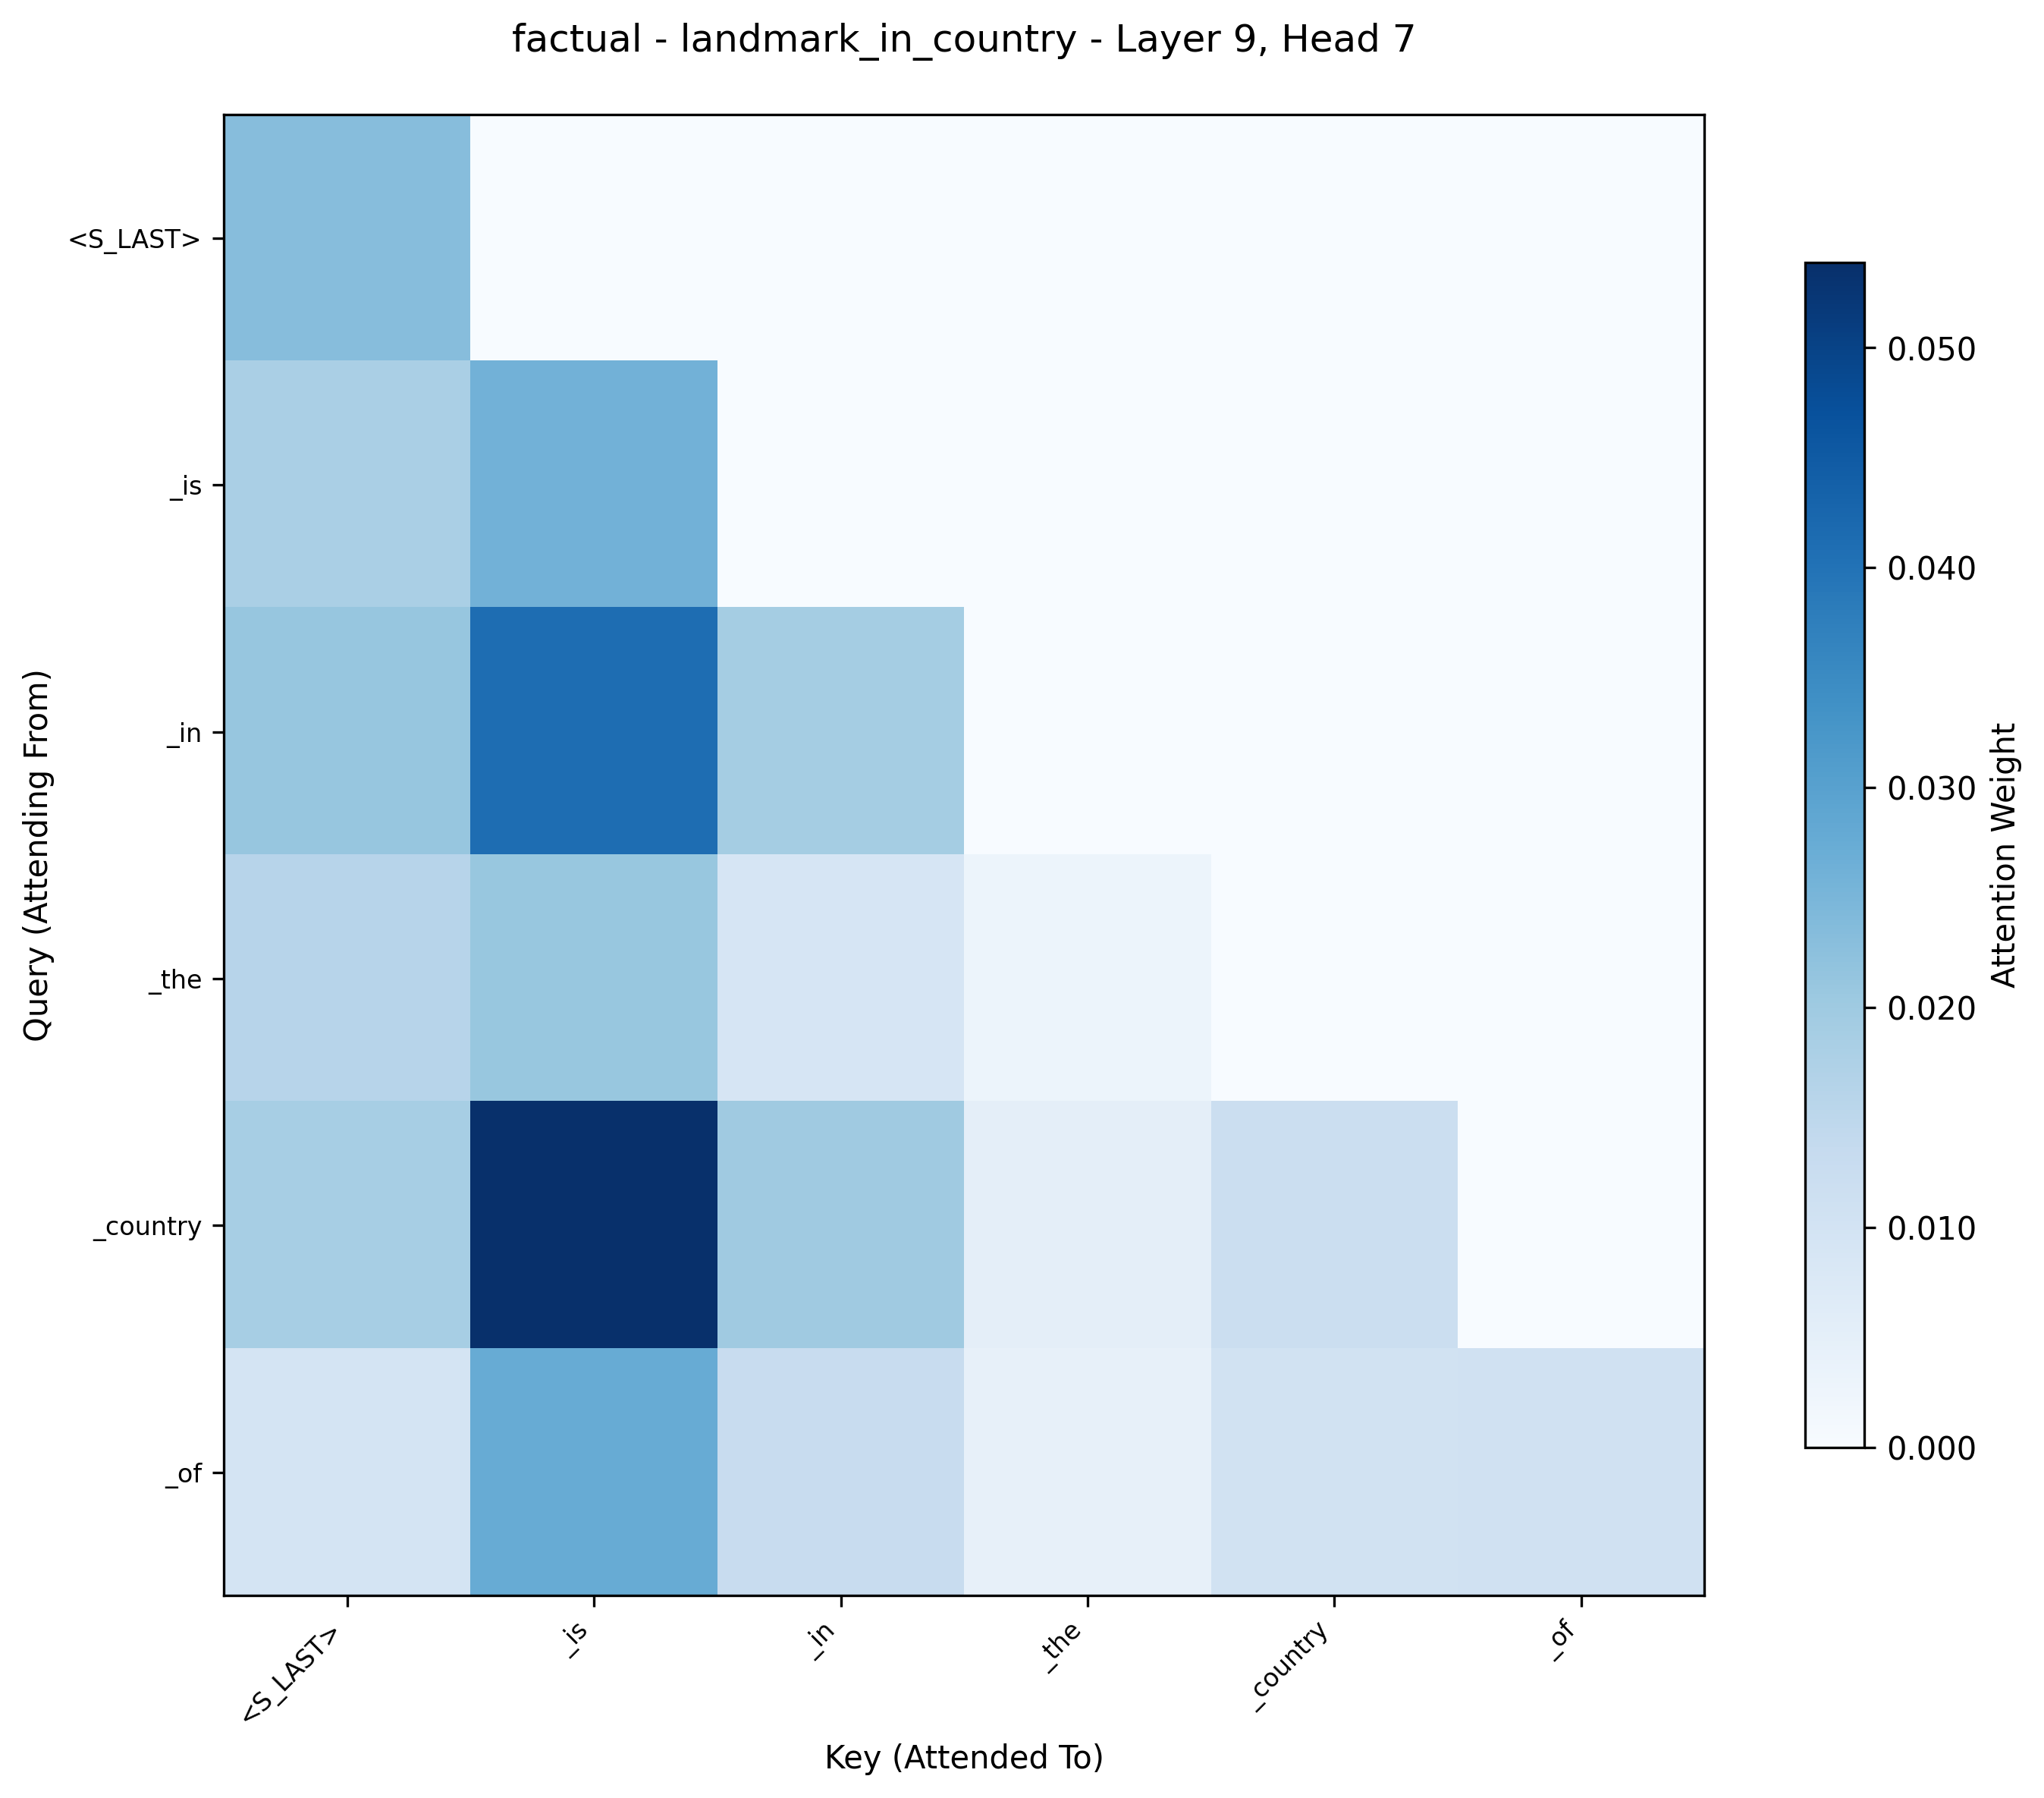 factual - landmark_in_country - Layer 9, Head 7
Query (Attending From)
<S_LAST>
_is
_in
_the
_country
_of
<S_LAST>
_is
_in
_the
_country
_of
Key (Attended To)
0.050
0.040
0.030
0.020
0.010
0.000
Attention Weight